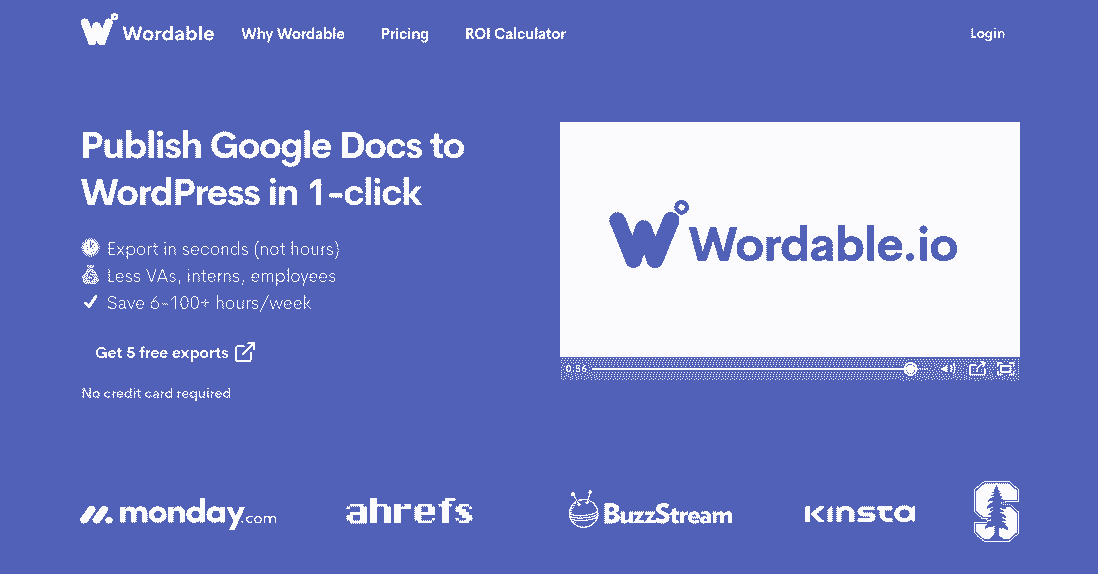 Wordable Why Wordable Pricing ROI Calculator Login
Publish Google Docs to
WordPress in 1-click
Export in seconds (not hours)
Less VAs, interns, employees
Save 6-100+ hours/week
Get 5 free exports
No credit card required
Wordable.io
0:56
monday.com ahrefs BuzzStream KINSTA S